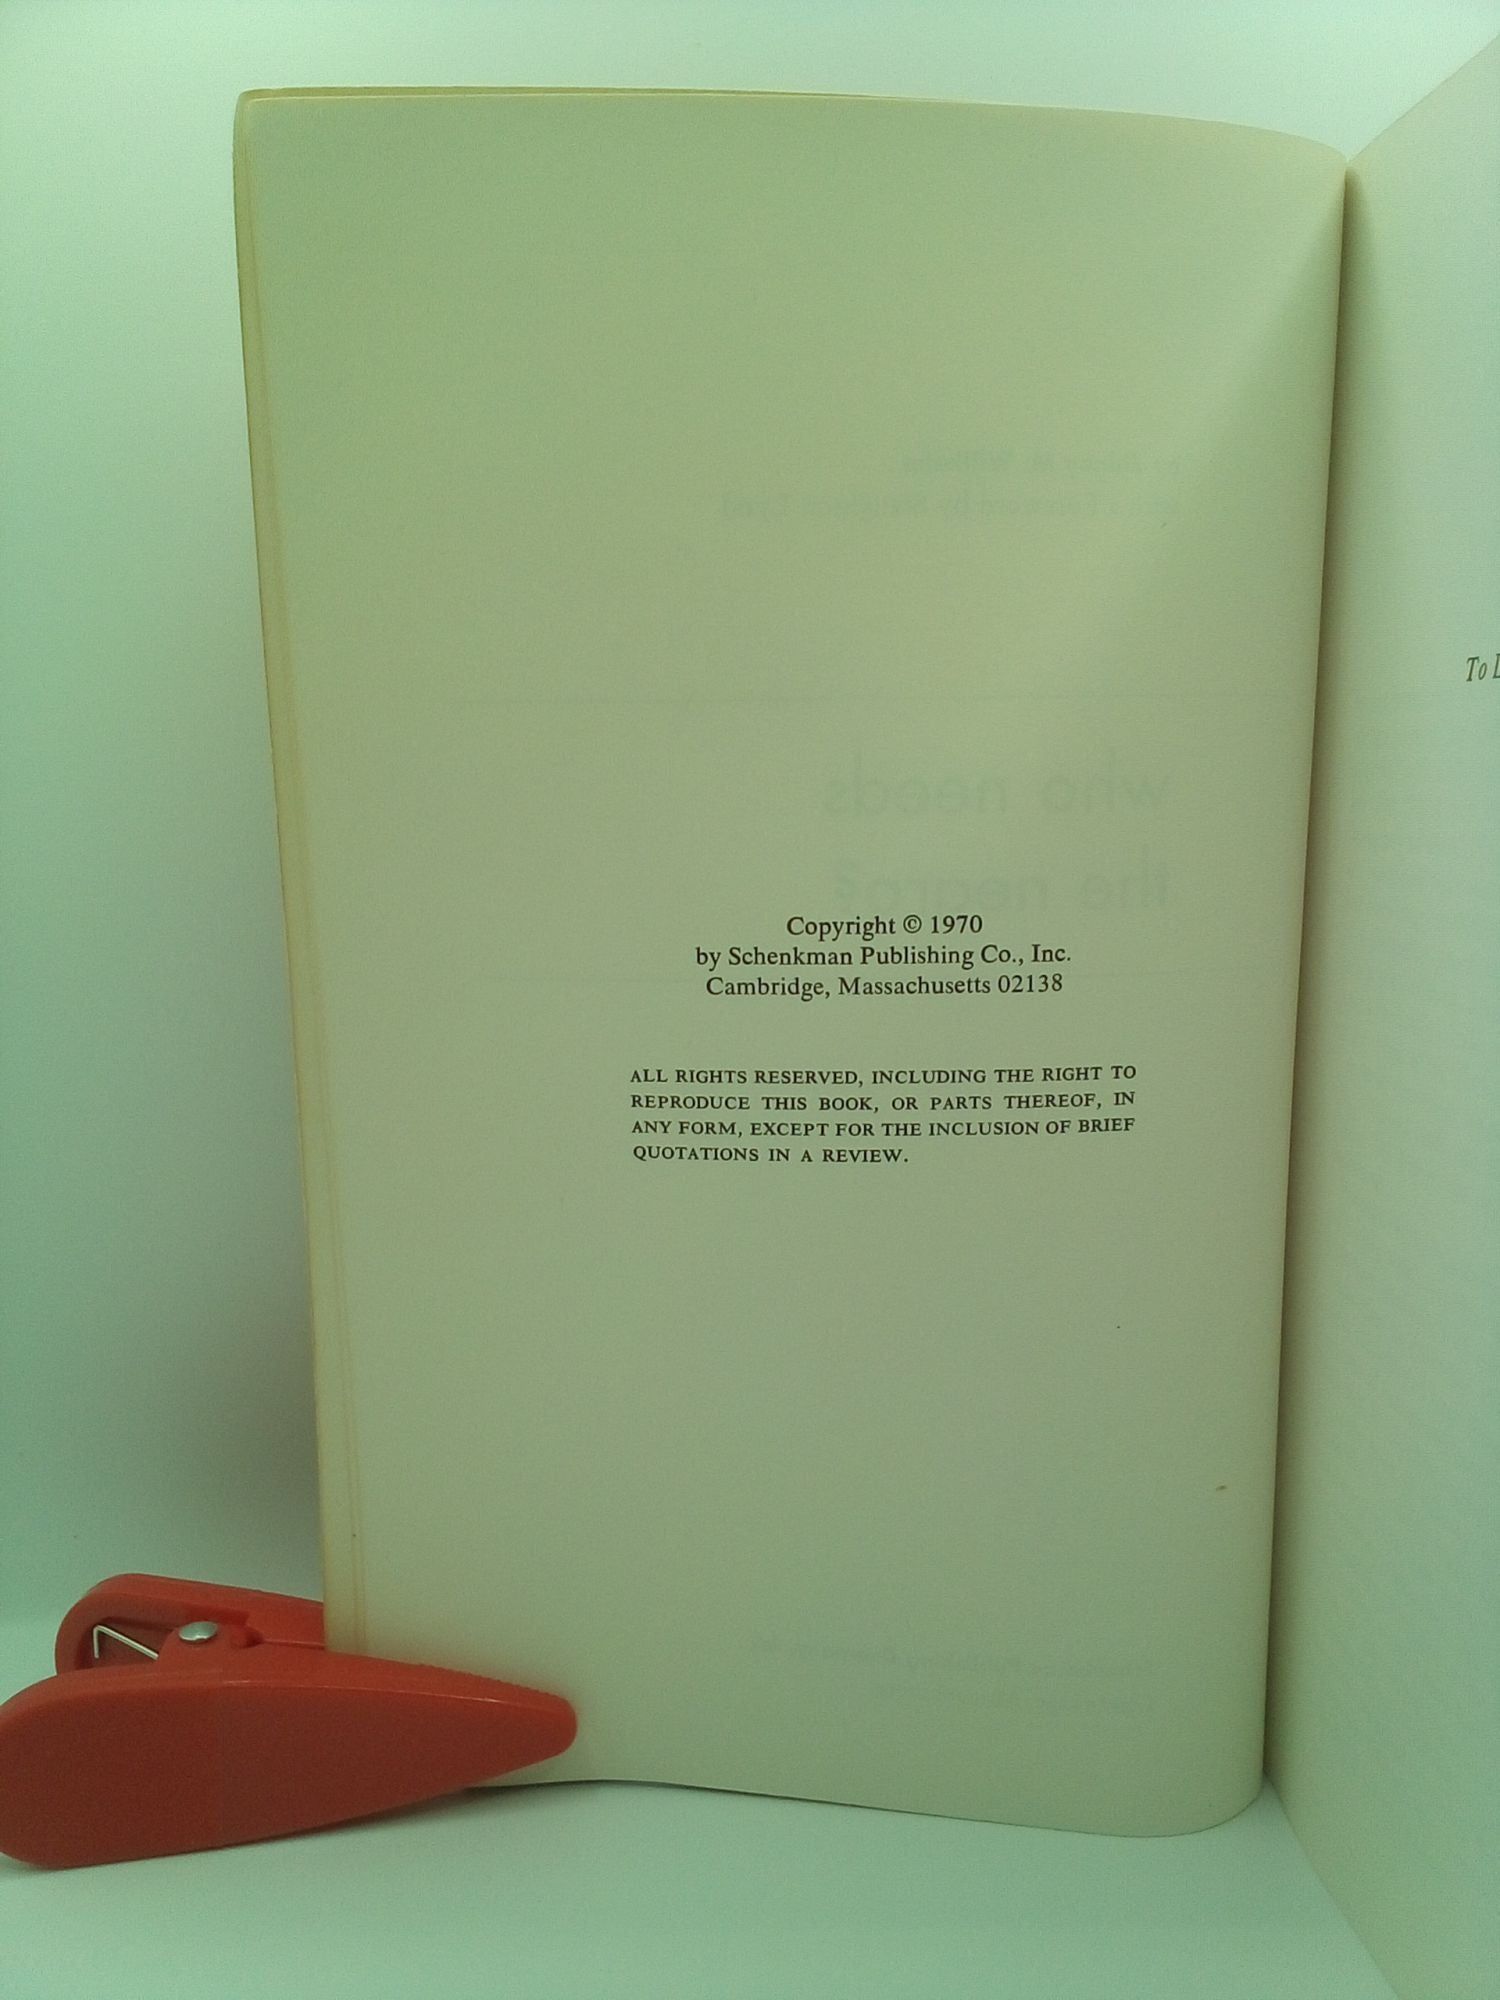 Copyright © 1970
by Schenkman Publishing Co., Inc.
Cambridge, Massachusetts 02138
ALL RIGHTS RESERVED, INCLUDING THE RIGHT TO
REPRODUCE THIS BOOK, OR PARTS THEREOF, IN
ANY FORM, EXCEPT FOR THE INCLUSION OF BRIEF
QUOTATIONS IN A REVIEW.
To